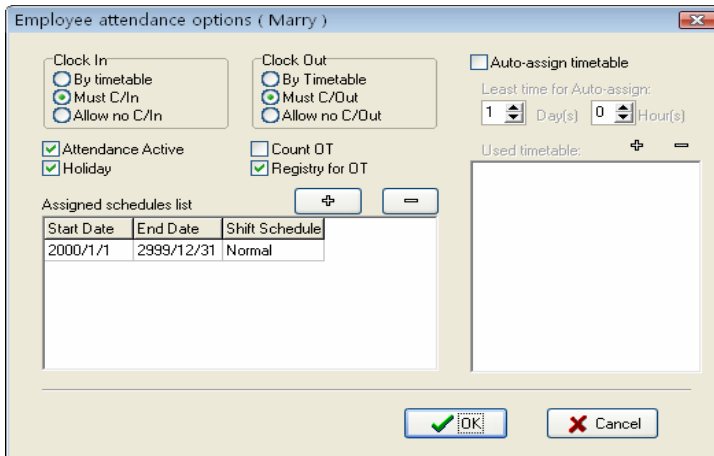 Employee attendance options ( Marry )
Clock In
By timetable
Must C/In
Allow no C/In
Clock Out
By Timetable
Must C/Out
Allow no C/Out
Auto-assign timetable
Least time for Auto-assign:
1 Day(s) 0 Hour(s)
Attendance Active
Count OT
Holiday
Registry for OT
Used timetable:
Assigned schedules list
Start Date End Date Shift Schedule
2000/1/1 2999/12/31 Normal
OK Cancel